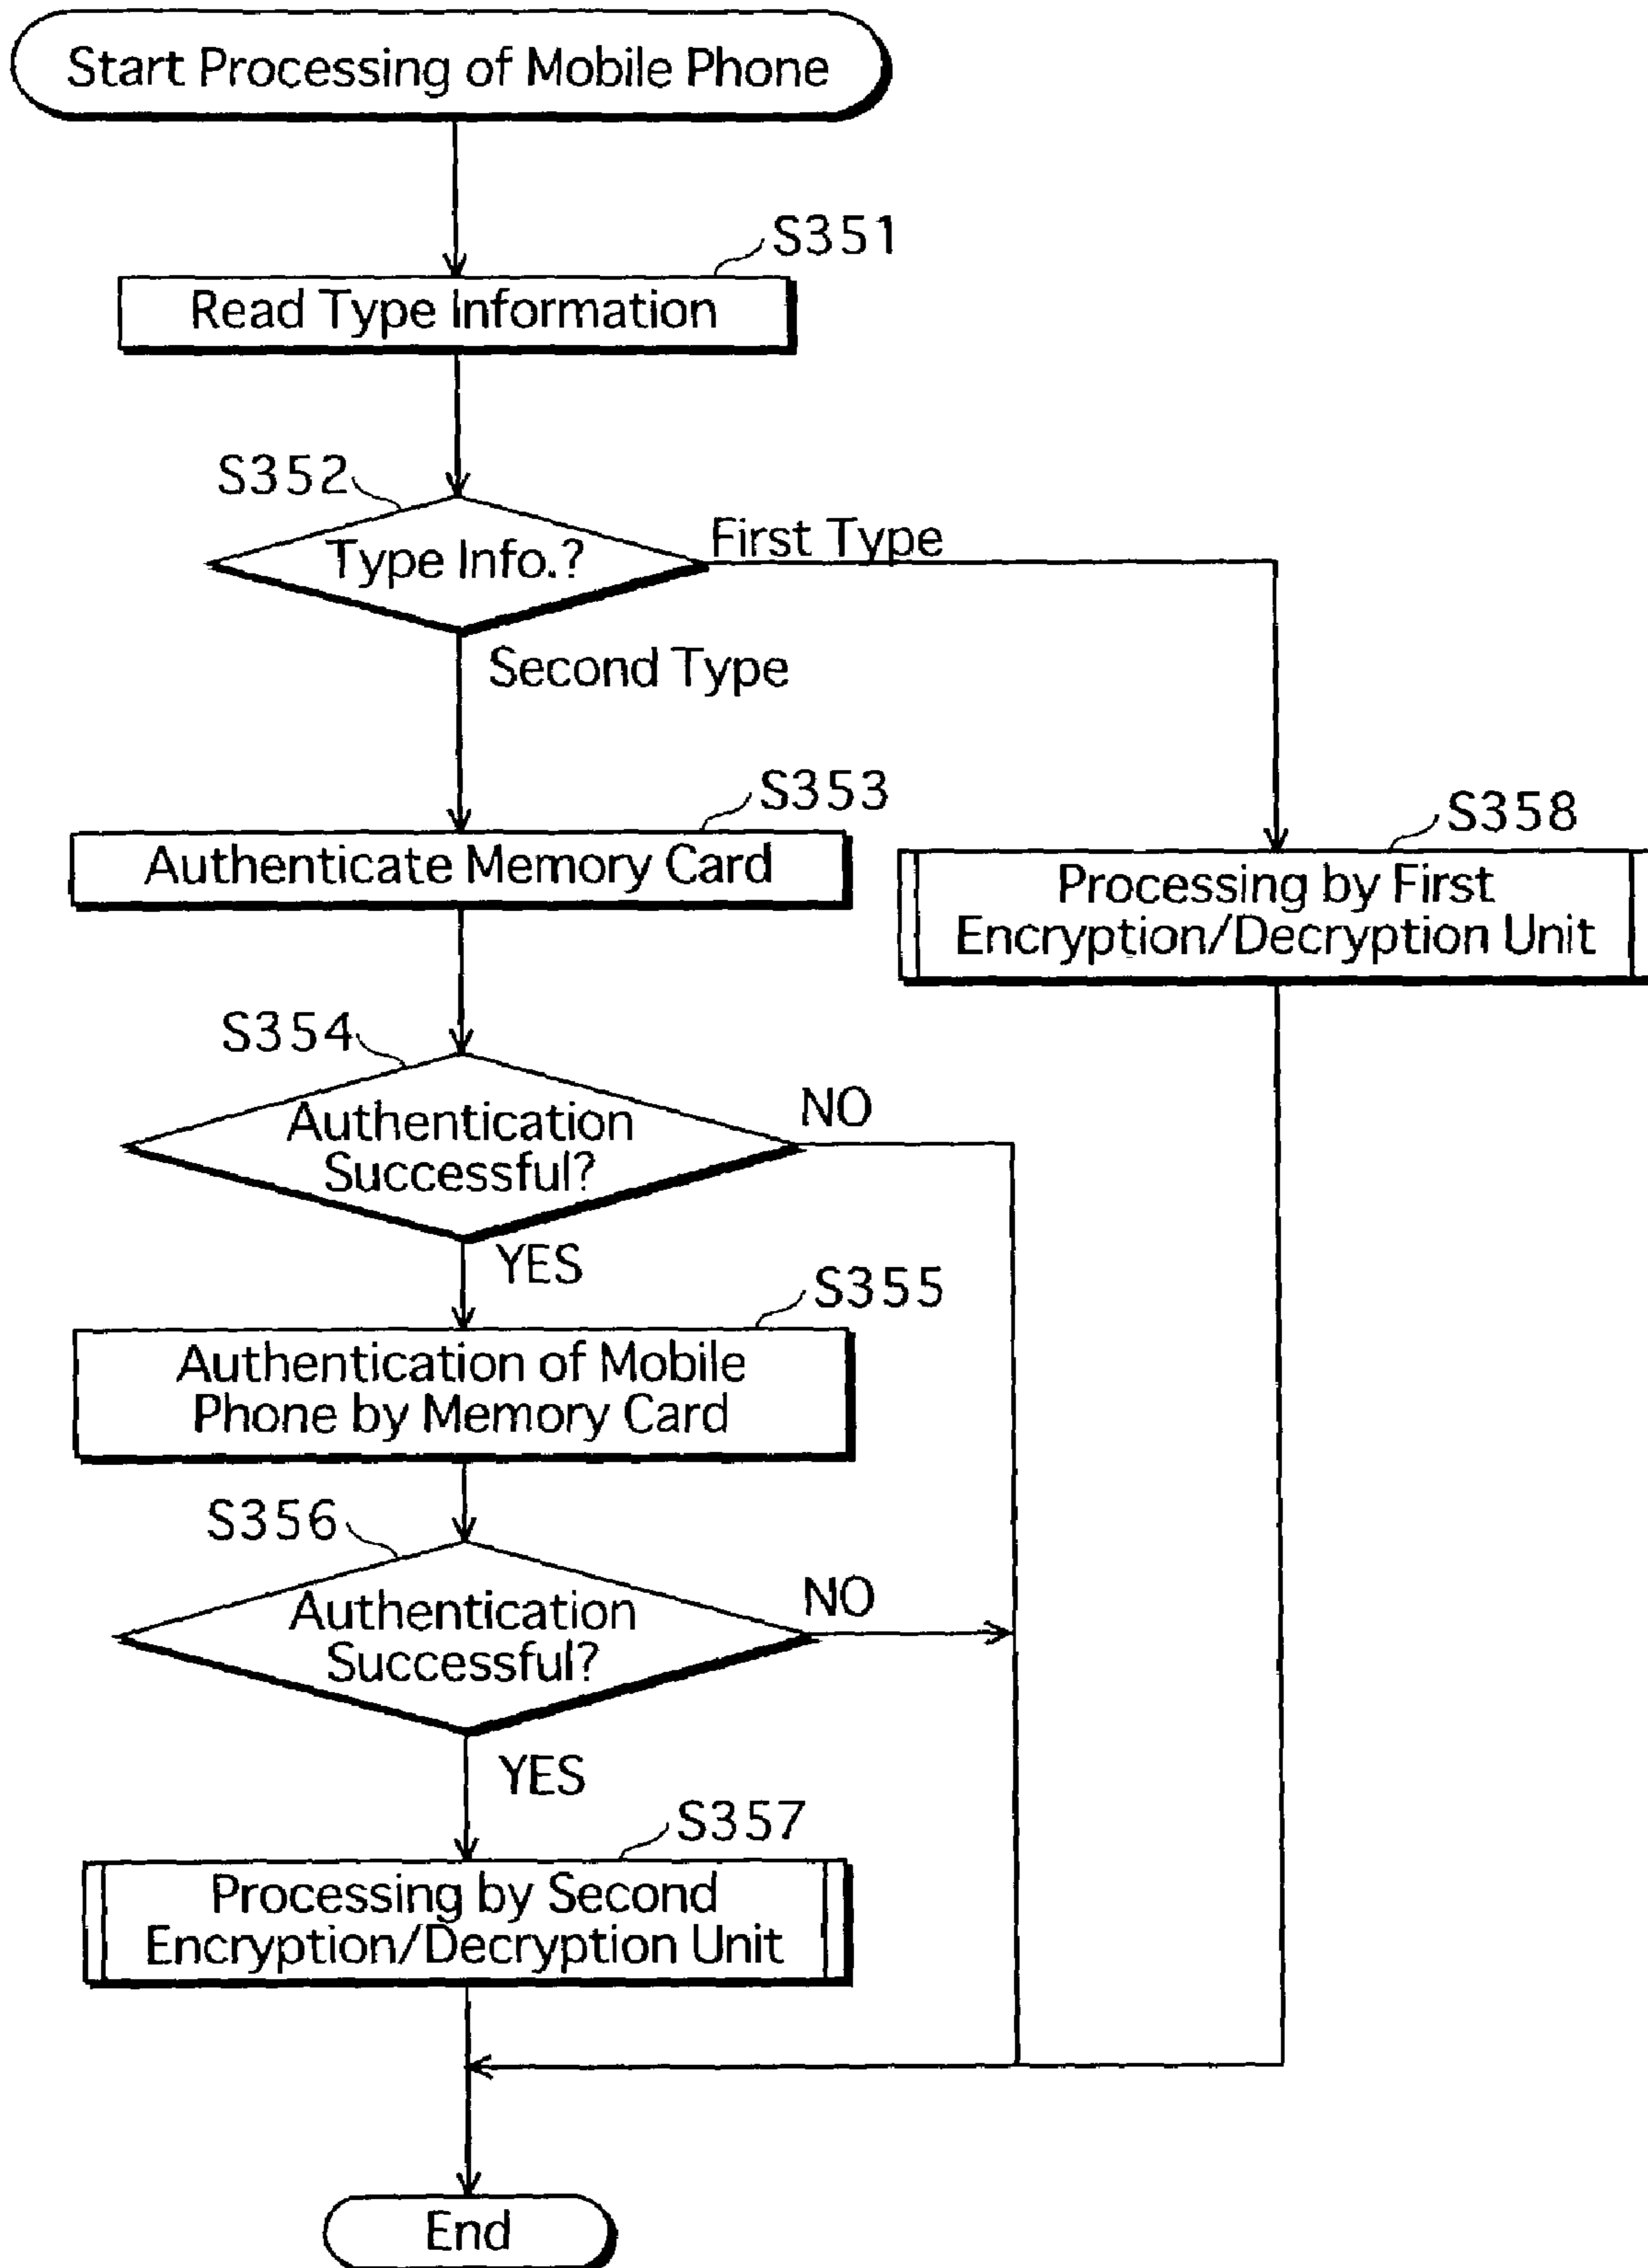 Start Processing of Mobile Phone
S351
Read Type Information
S352
Type Info.?
First Type
Second Type
S353
Authenticate Memory Card
S358
Processing by First
Encryption/Decryption Unit
S354
Authentication
Successful?
NO
YES
S355
Authentication of Mobile
Phone by Memory Card
S356
Authentication
Successful?
NO
YES
S357
Processing by Second
Encryption/Decryption Unit
End